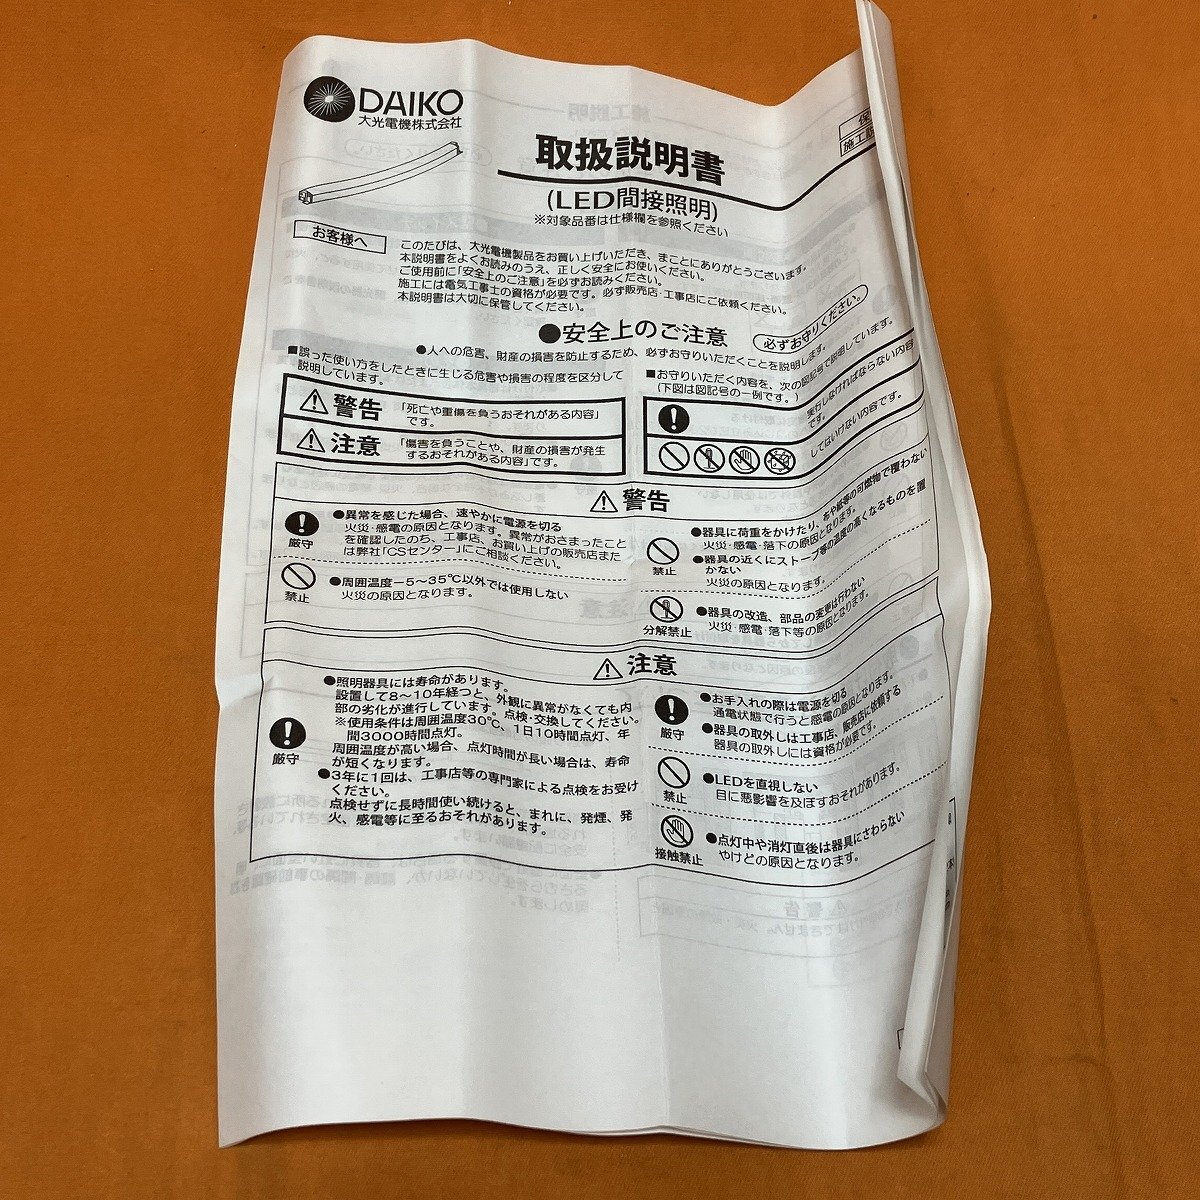 DAIKO
大光電機株式会社
取扱説明書
(LED間接照明)
※対象品番は仕様欄を参照ください
お客様へ
このたびは、大光電機製品をお買い上げいただき、まことにありがとうございます。
本説明書をよくお読みのうえ、正しく安全にお使いください。
ご使用前に「安全上のご注意」を必ずお読みください。
施工には電気工事士の資格が必要です。必ず販売店・工事店にご依頼ください。
本説明書は大切に保管してください。
●安全上のご注意
必ずお守りください。
●人への危害、財産の損害を防止するため、必ずお守りいただくことを説明します。
■誤った使い方をしたときに生じる危害や損害の程度を区分して
説明しています。
警告
「死亡や重傷を負うおそれがある内容」
です。
注意
「傷害を負うことや、財産の損害が発生
するおそれがある内容」です。
■お守りいただく内容を、次の図記号で説明しています。
(下図は図記号の一例です。)
実行しなければならない内容
です。
してはいけない内容です。
警告
厳守
●異常を感じた場合、速やかに電源を切る
火災・感電の原因となります。異常がおさまったこと
を確認したのち、工事店、お買い上げの販売店また
は弊社「CSセンター」にご相談ください。
禁止
●周囲温度−5〜35℃以外では使用しない
火災の原因となります。
禁止
●器具に荷重をかけたり、布や紙等の可燃物で覆わない
火災・感電・落下の原因となります。
●器具の近くにストーブ等の温度の高くなるものを置
かない
火災の原因となります。
分解禁止
●器具の改造、部品の変更は行わない
火災・感電・落下等の原因となります。
注意
厳守
●照明器具には寿命があります。
設置して8〜10年経つと、外観に異常がなくても内
部の劣化が進行しています。点検・交換してください。
※使用条件は周囲温度30℃、1日10時間点灯、年
間3000時間点灯。
周囲温度が高い場合、点灯時間が長い場合は、寿命
が短くなります。
●3年に1回は、工事店等の専門家による点検をお受け
ください。
点検せずに長時間使い続けると、まれに、発煙、発
火、感電等に至るおそれがあります。
厳守
●お手入れの際は電源を切る
通電状態で行うと感電の原因となります。
●器具の取外しは工事店、販売店に依頼する
器具の取外しには資格が必要です。
禁止
●LEDを直視しない
目に悪影響を及ぼすおそれがあります。
接触禁止
●点灯中や消灯直後は器具にさわらない
やけどの原因となります。